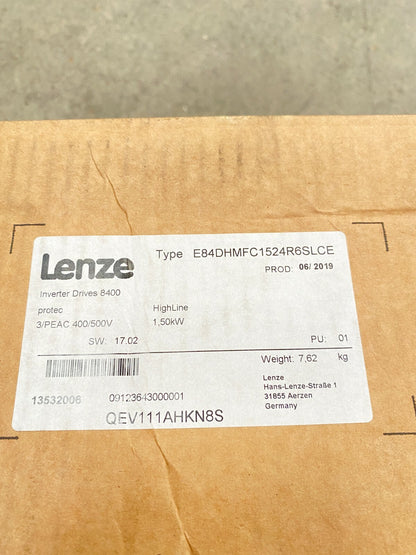 Lenze
Type E84DHMFC1524R6SLCE
PROD: 06/ 2019
Inverter Drives 8400
protec HighLine
3/PEAC 400/500V 1,50kW
SW: 17.02 PU: 01
Weight: 7,62 kg
Lenze
Hans-Lenze-Straße 1
31855 Aerzen
Germany
13532006 09123643000001
QEV111AHKN8S